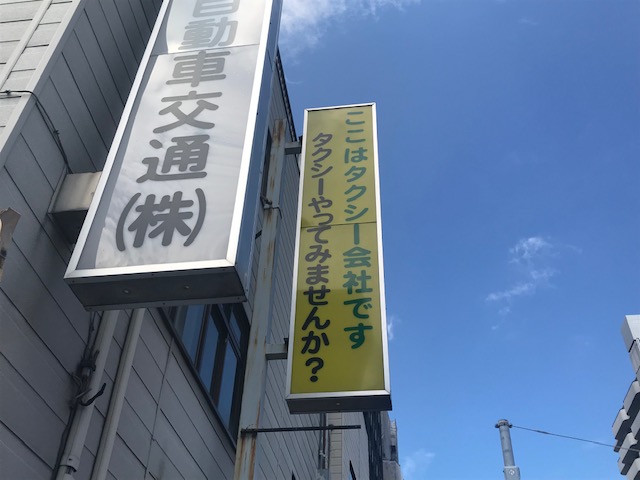 自動車交通(株)
ここはタクシー会社です
タクシーやってみませんか?